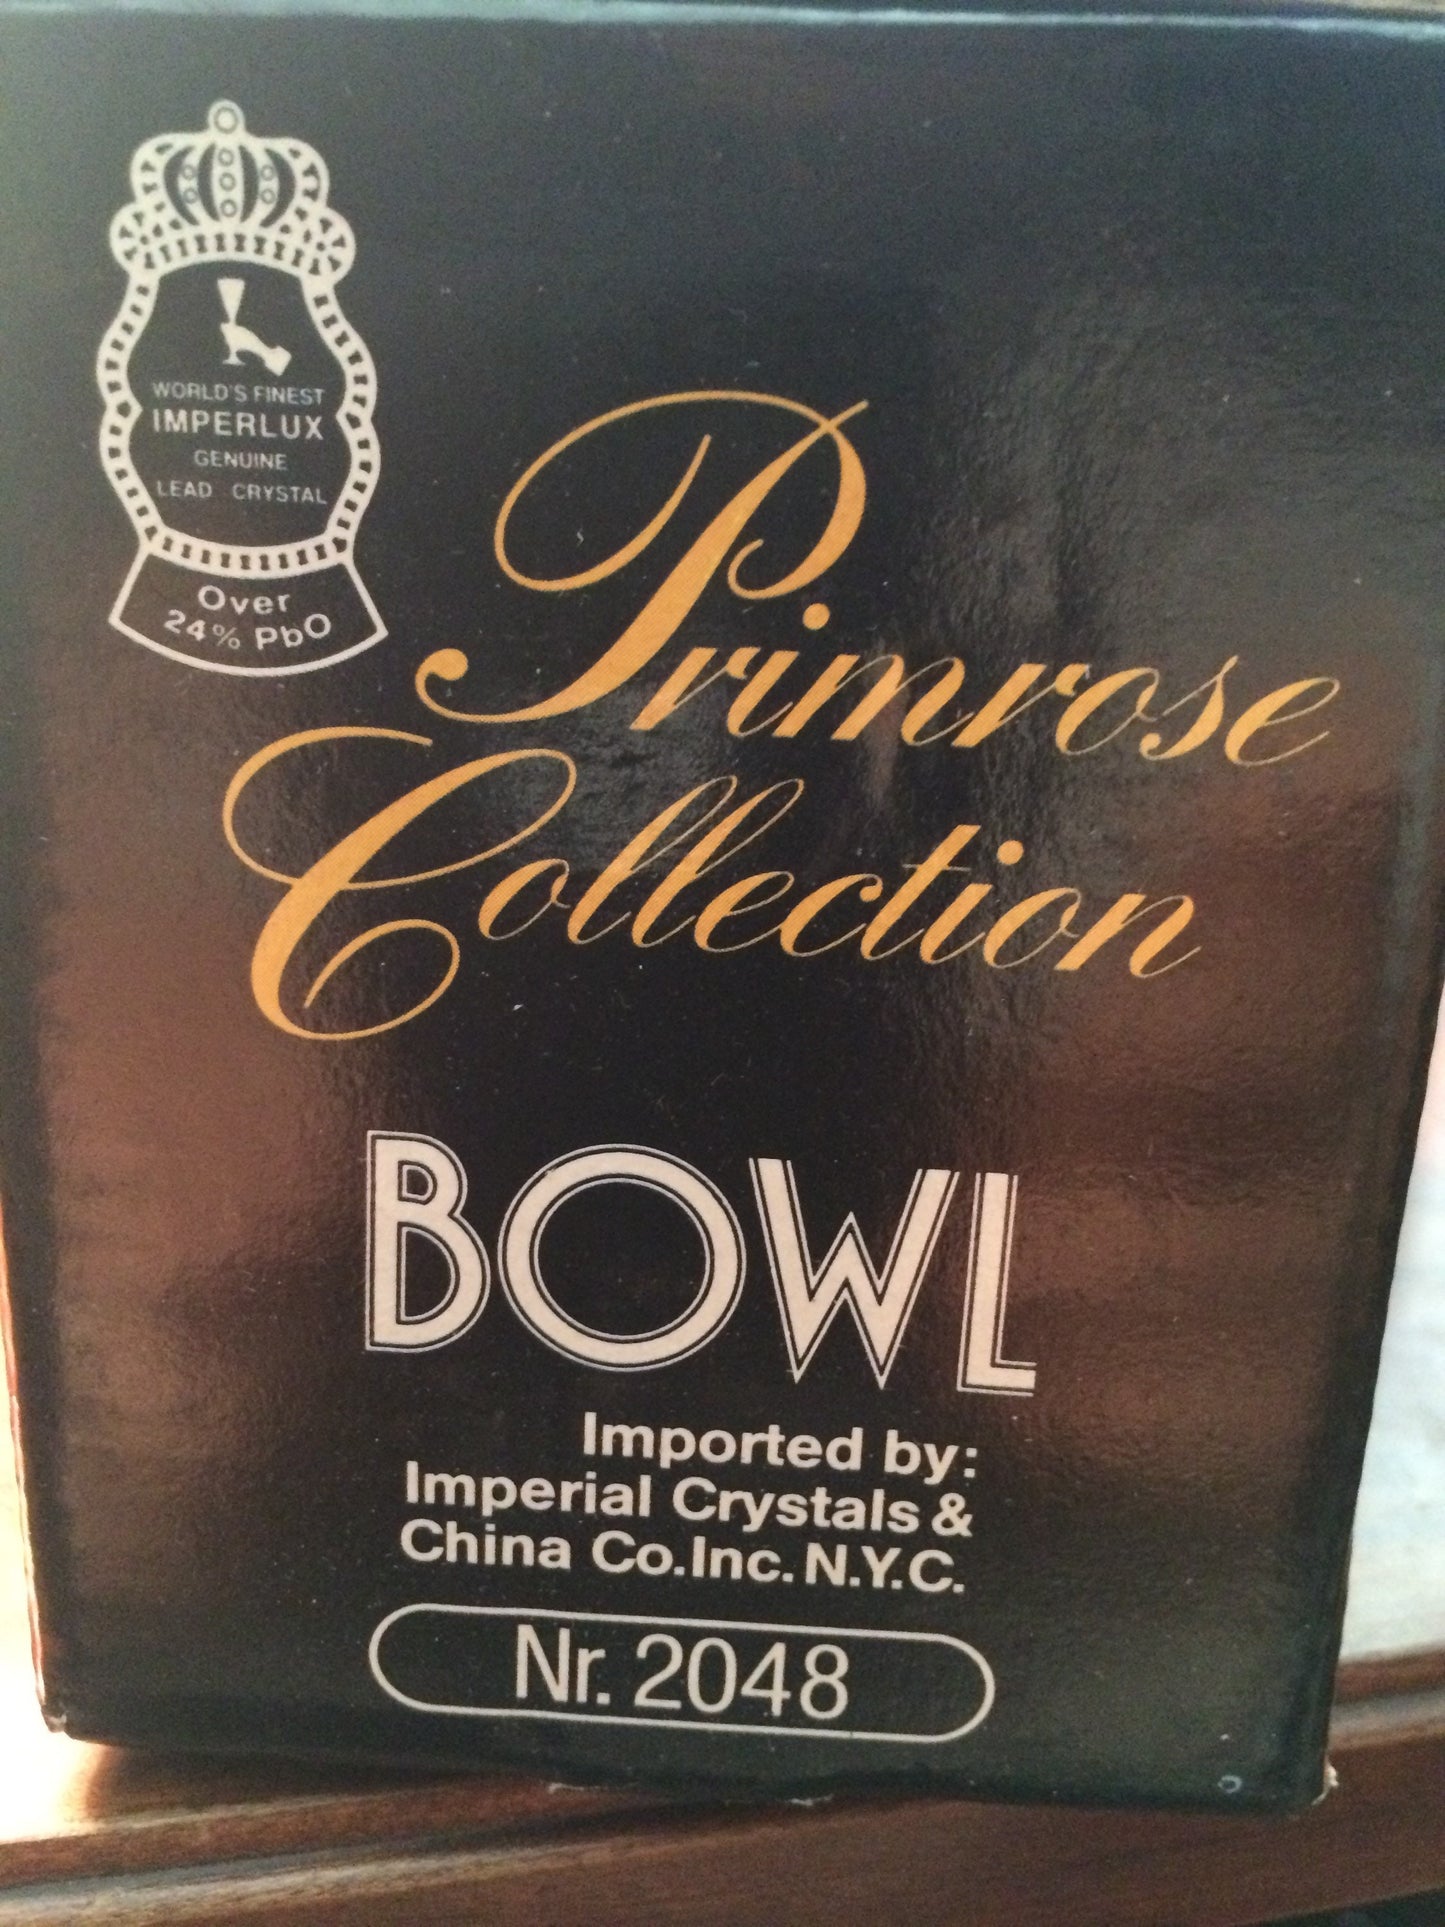 WORLD'S FINEST
IMPERLUX
GENUINE
LEAD CRYSTAL
Over
24% PbO
Primrose
Collection
BOWL
Imported by:
Imperial Crystals &
China Co.Inc. N.Y.C.
Nr. 2048